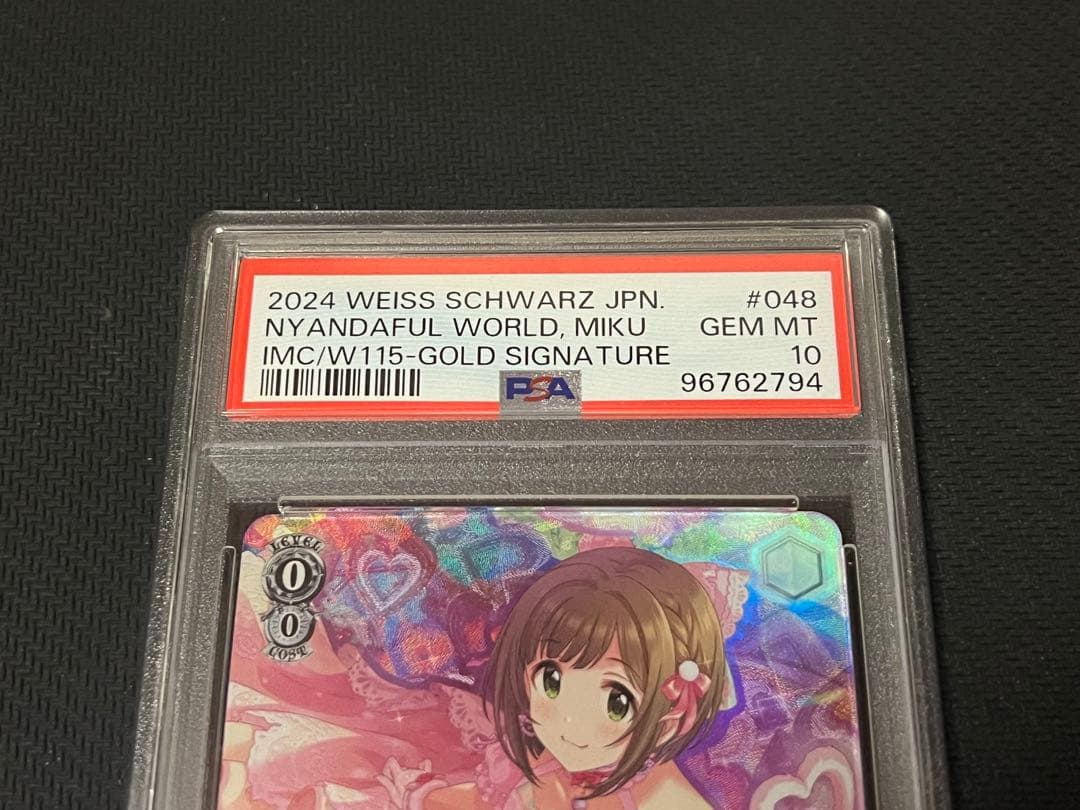 2024 WEISS SCHWARZ JPN. #048
NYANDAFUL WORLD, MIKU GEM MT
IMC/W115-GOLD SIGNATURE 10
PSA 96762794
LEVEL
0
0
COST